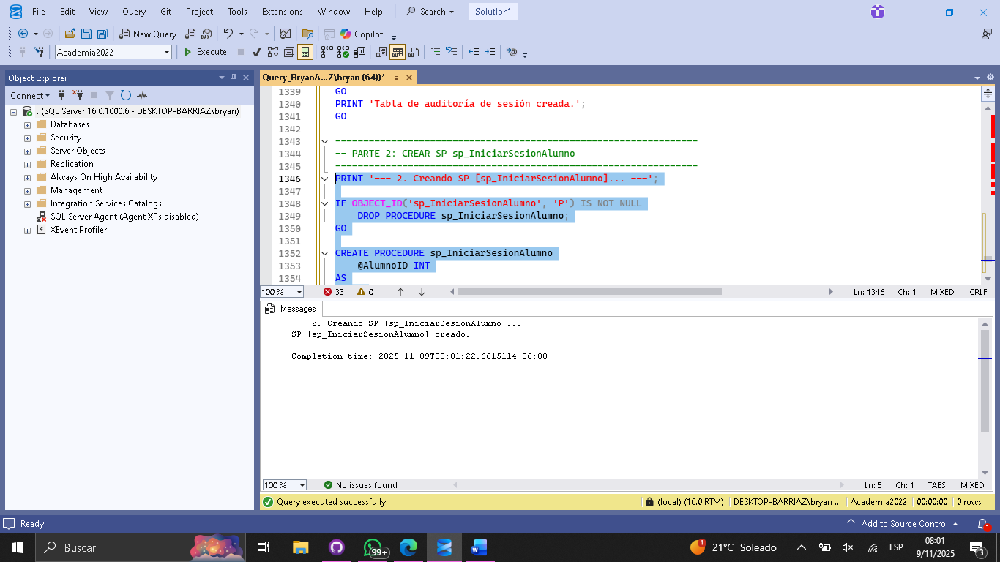 File Edit View Query Git Project Tools Extensions Window Help Search Solution1
New Query Copilot
Academia2022 Execute
Object Explorer
Connect
. (SQL Server 16.0.1000.6 - DESKTOP-BARRIAZ\bryan)
Databases
Security
Server Objects
Replication
Always On High Availability
Management
Integration Services Catalogs
SQL Server Agent (Agent XPs disabled)
XEvent Profiler
Query_BryanA...Z\bryan (64))*
1339 GO
1340 PRINT 'Tabla de auditoría de sesión creada.';
1341 GO
1342
1343 -----------------------------------------------------------------
1344 -- PARTE 2: CREAR SP sp_IniciarSesionAlumno
1345 -----------------------------------------------------------------
1346 PRINT '--- 2. Creando SP [sp_IniciarSesionAlumno]... ---';
1347
1348 IF OBJECT_ID('sp_IniciarSesionAlumno', 'P') IS NOT NULL
1349 DROP PROCEDURE sp_IniciarSesionAlumno;
1350 GO
1351
1352 CREATE PROCEDURE sp_IniciarSesionAlumno
1353 @AlumnoID INT
1354 AS
100 % 33 0 Ln: 1346 Ch: 1 MIXED CRLF
Messages
--- 2. Creando SP [sp_IniciarSesionAlumno]... ---
SP [sp_IniciarSesionAlumno] creado.
Completion time: 2025-11-09T08:01:22.6615114-06:00
100 % No issues found Ln: 5 Ch: 1 TABS MIXED
Query executed successfully. (local) (16.0 RTM) DESKTOP-BARRIAZ\bryan ... Academia2022 00:00:00 0 rows
Ready Add to Source Control 1
Buscar 99+ 1 21°C Soleado ESP 08:01
9/11/2025 3